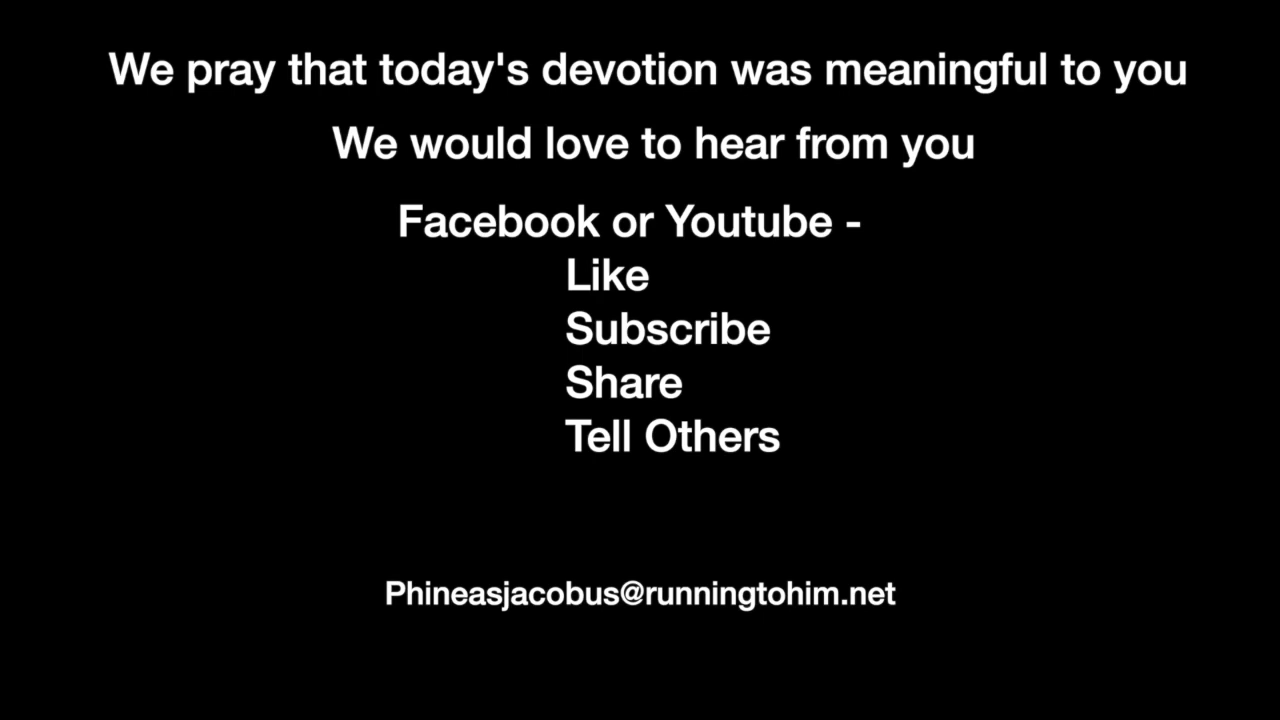 We pray that today's devotion was meaningful to you
We would love to hear from you
Facebook or Youtube -
Like
Subscribe
Share
Tell Others
Phineasjacobus@runningtohim.net